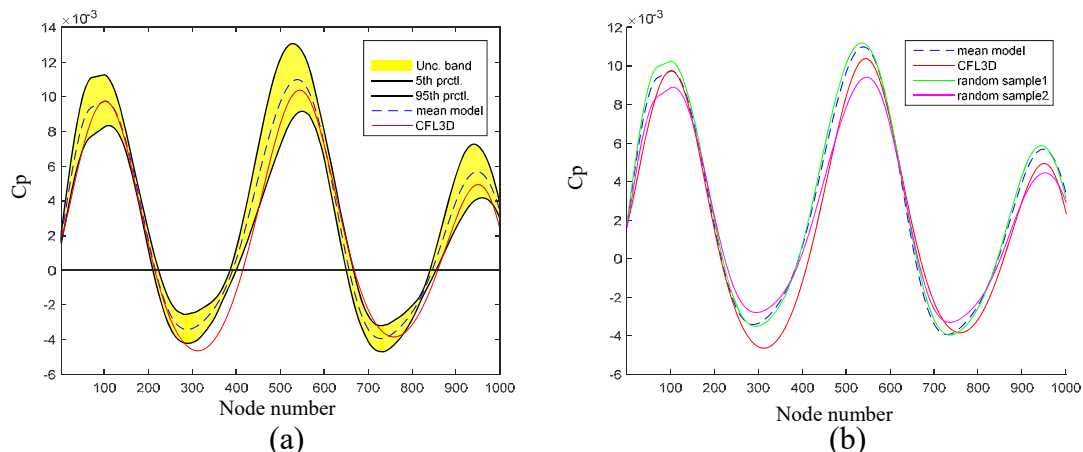 ×10⁻³
14
12
10
8
6
4
2
0
-2
-4
-6
100 200 300 400 500 600 700 800 900 1000
Cp
Node number
Unc. band
5th prctl.
95th prctl.
mean model
CFL3D
(a)
×10⁻³
12
10
8
6
4
2
0
-2
-4
-6
0 100 200 300 400 500 600 700 800 900 1000
Cp
Node number
mean model
CFL3D
random sample1
random sample2
(b)